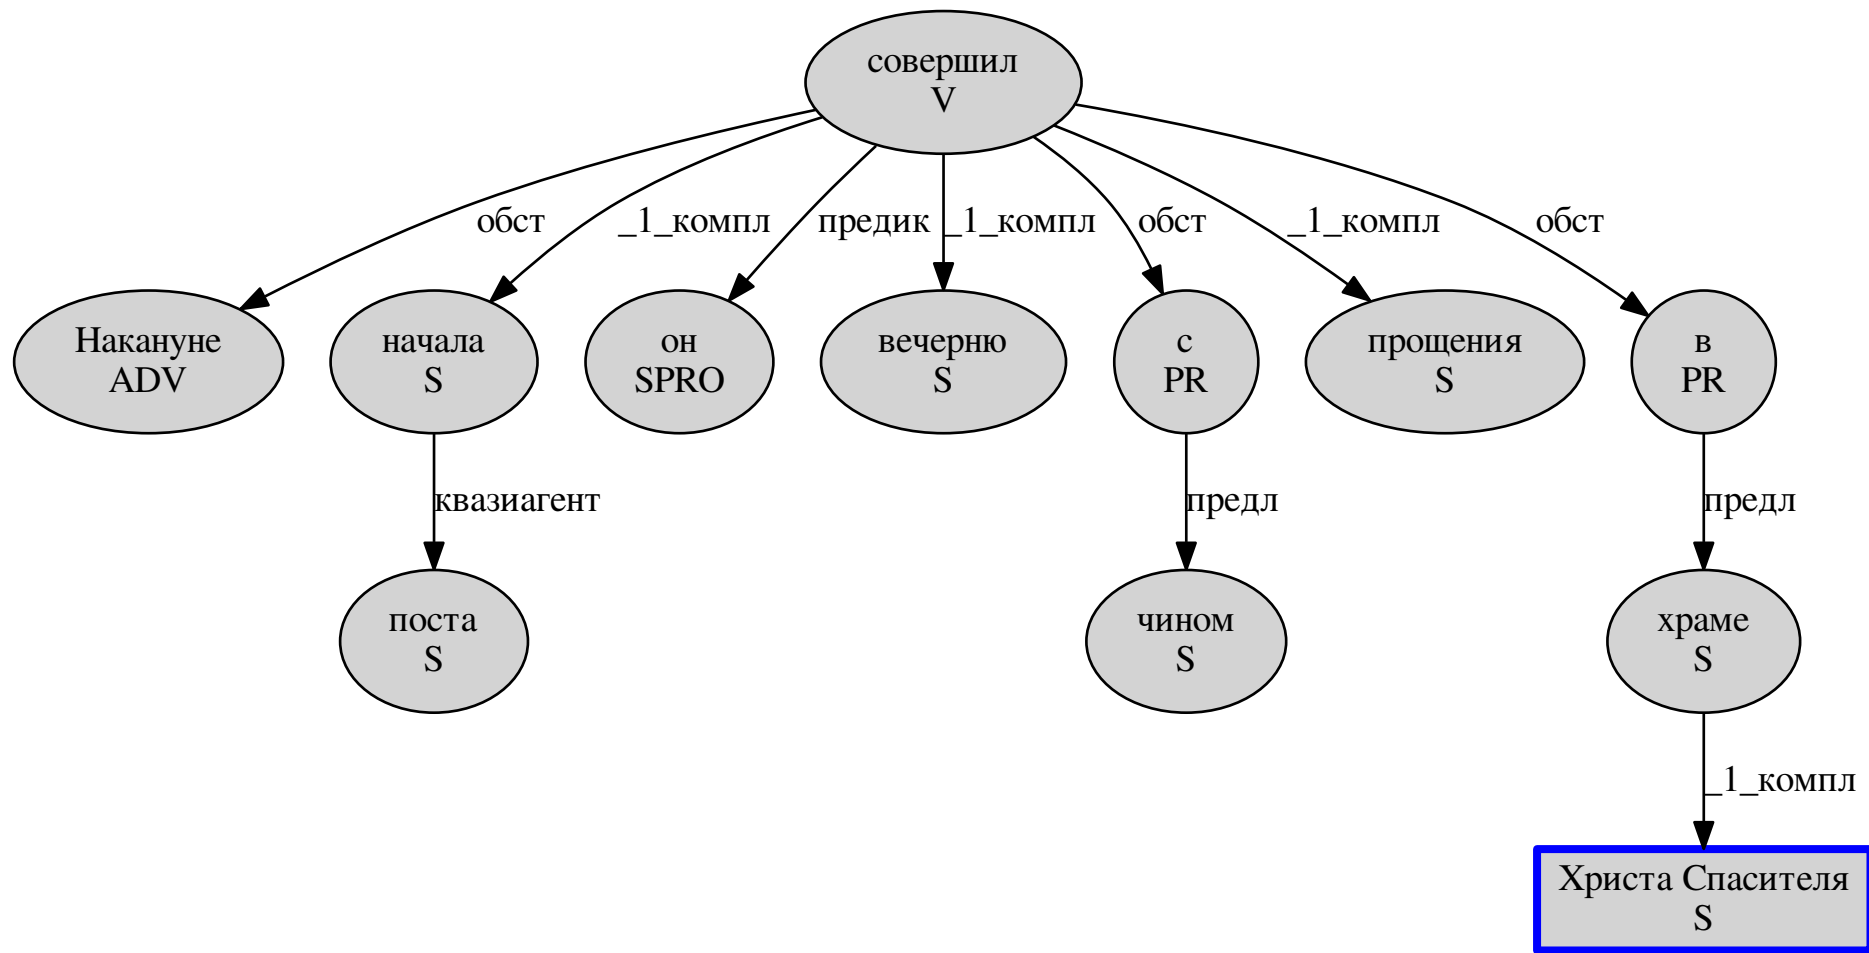 совершил
V
обст
_1_компл
предик
_1_компл
обст
_1_компл
обст
Накануне
ADV
начала
S
он
SPRO
вечерню
S
с
PR
прощения
S
в
PR
квазиагент
предл
предл
поста
S
чином
S
храме
S
_1_компл
Христа Спасителя
S